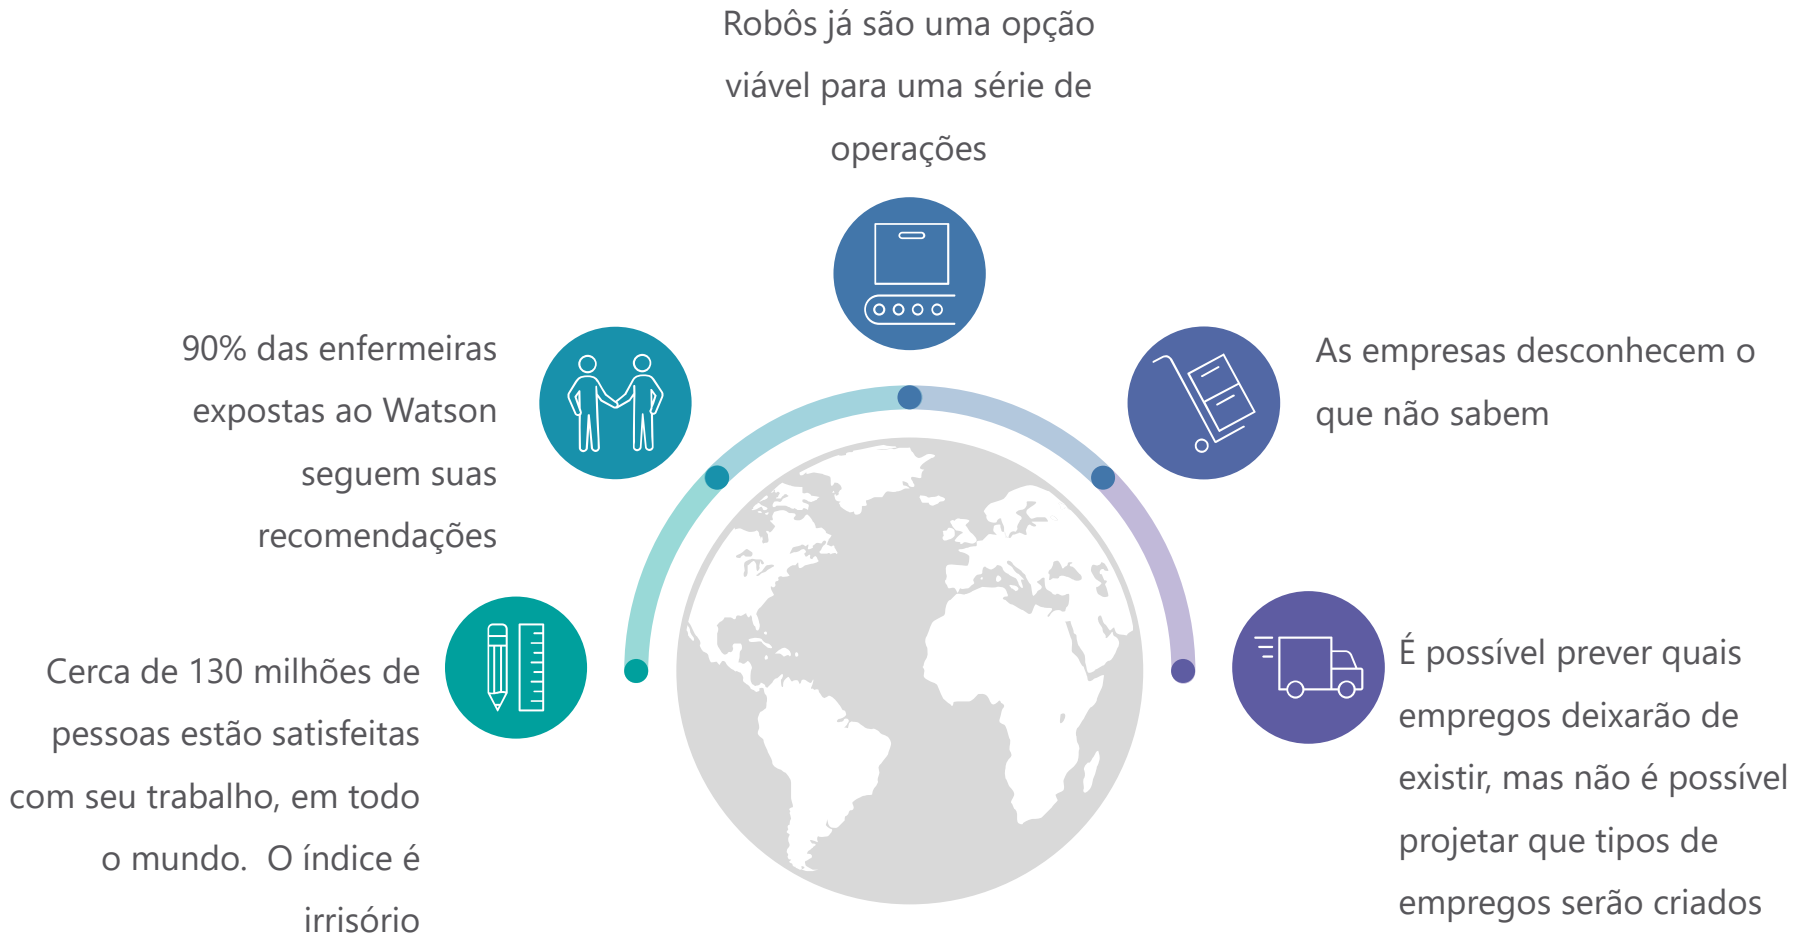 Robôs já são uma opção
viável para uma série de
operações
90% das enfermeiras
expostas ao Watson
seguem suas
recomendações
As empresas desconhecem o
que não sabem
Cerca de 130 milhões de
pessoas estão satisfeitas
com seu trabalho, em todo
o mundo.  O índice é
irrisório
É possível prever quais
empregos deixarão de
existir, mas não é possível
projetar que tipos de
empregos serão criados